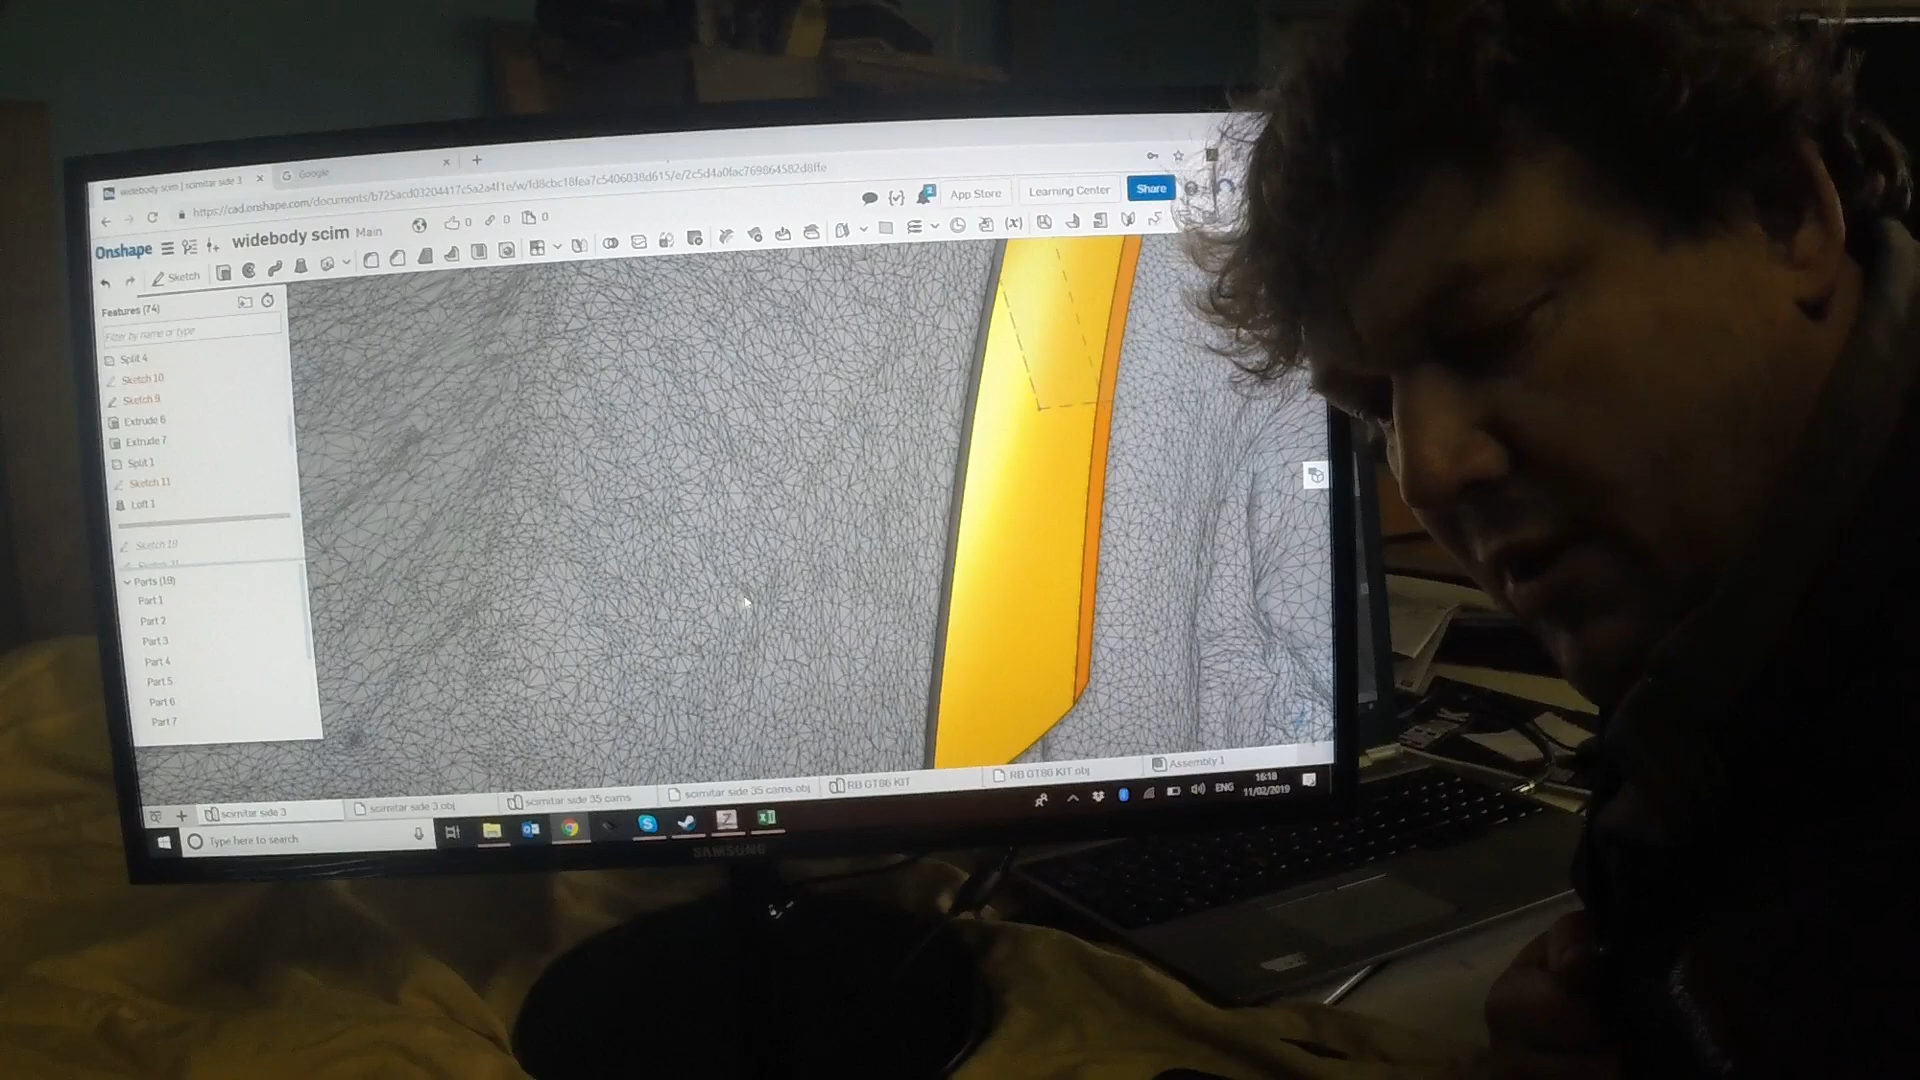 widebody scim | scimitar side 3
Google
https://cad.onshape.com/documents/b725acd03204417c5a2a4f1e/w/1d8cbc18fea7c5406038d615/e/2c5d4a0fac769864582d8ffe
Onshape
widebody scim Main
0
0
0
App Store
Learning Center
Share
Sketch
Features (74)
Filter by name or type
Split 4
Sketch 10
Sketch 9
Extrude 6
Extrude 7
Split 1
Sketch 11
Loft 1
Sketch 19
Parts (19)
Part 1
Part 2
Part 3
Part 4
Part 5
Part 6
Part 7
scimitar side 3
scimitar side 3.obj
scimitar side 35 cams
scimitar side 35 cams.obj
RB GT86 KIT
RB GT86 KIT.obj
Assembly 1
Type here to search
ENG
16:18
11/02/2019
SAMSUNG